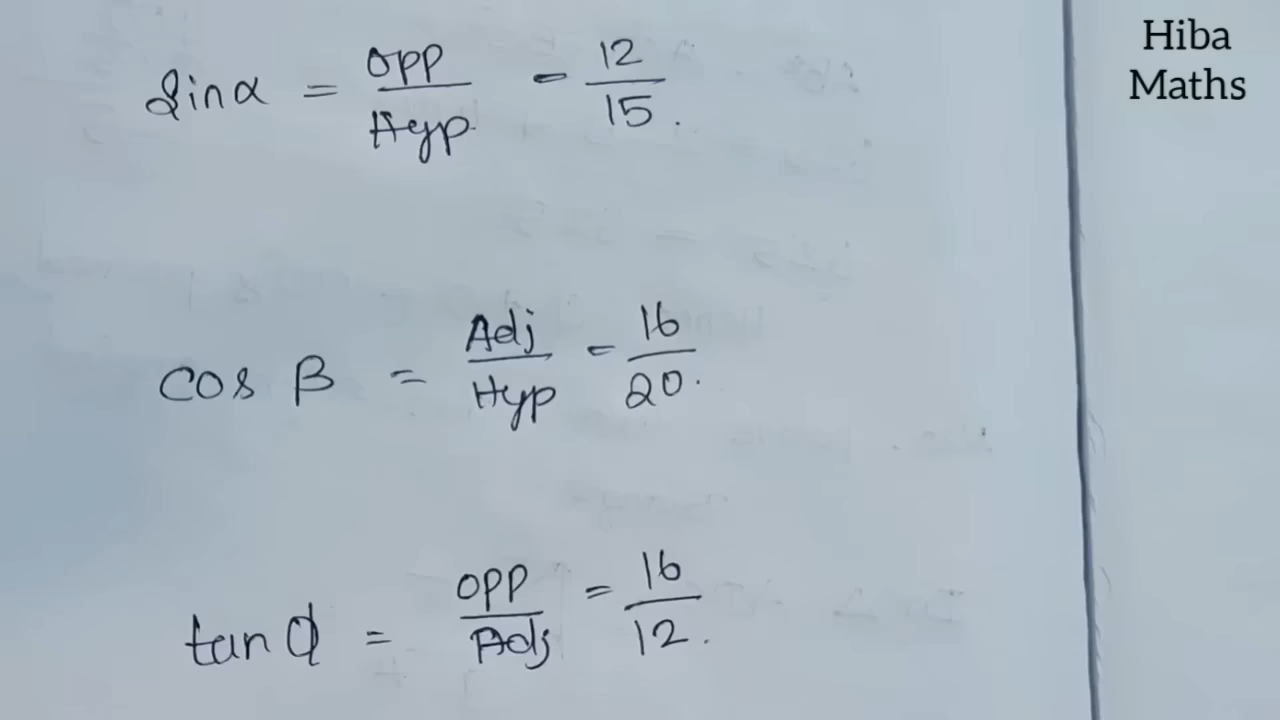 Sinα = Opp/Hyp = 12/15.
cos β = Adj/Hyp = 16/20.
tan ϕ = Opp/Adj = 16/12.
Hiba
Maths